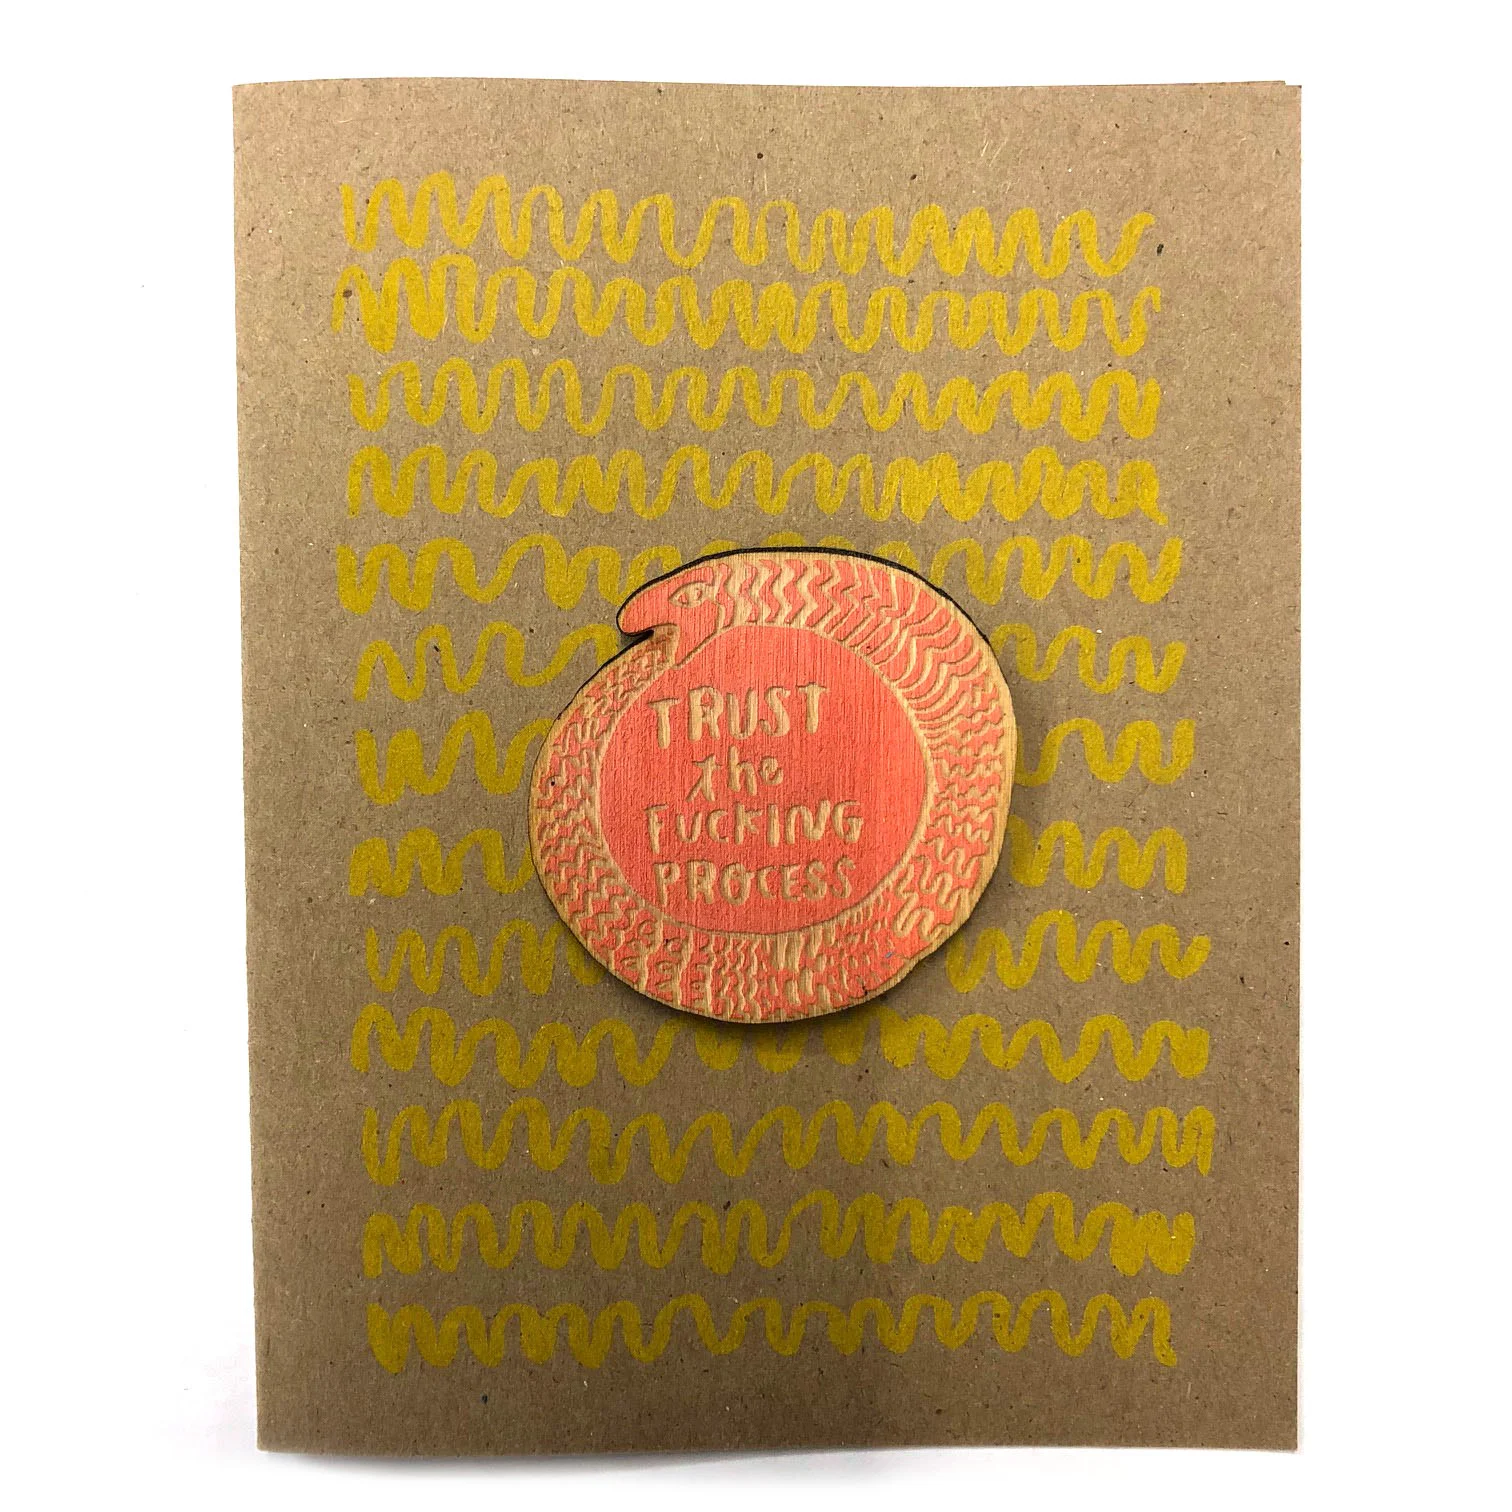 TRUST
the
FUCKING
PROCESS